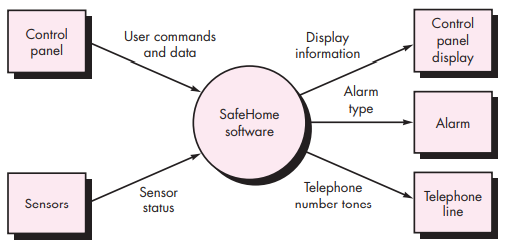 Control
panel
User commands
and data
Display
information
Control
panel
display
SafeHome
software
Alarm
type
Alarm
Sensors
Sensor
status
Telephone
number tones
Telephone
line